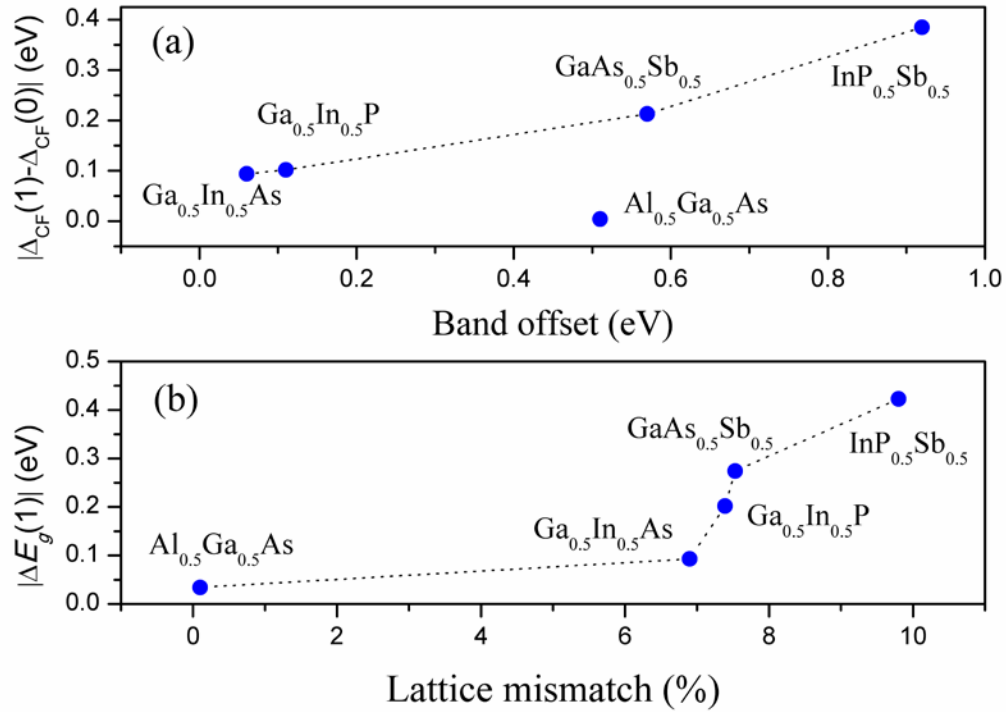 (a)
|Δ_CF(1)-Δ_CF(0)| (eV)
0.4
0.3
0.2
0.1
0.0
GaAs₀.₅Sb₀.₅
InP₀.₅Sb₀.₅
Ga₀.₅In₀.₅P
Ga₀.₅In₀.₅As
Al₀.₅Ga₀.₅As
0.0 0.2 0.4 0.6 0.8 1.0
Band offset (eV)
(b)
|ΔE_g(1)| (eV)
0.5
0.4
0.3
0.2
0.1
0.0
GaAs₀.₅Sb₀.₅
InP₀.₅Sb₀.₅
Ga₀.₅In₀.₅As
Ga₀.₅In₀.₅P
Al₀.₅Ga₀.₅As
0 2 4 6 8 10
Lattice mismatch (%)